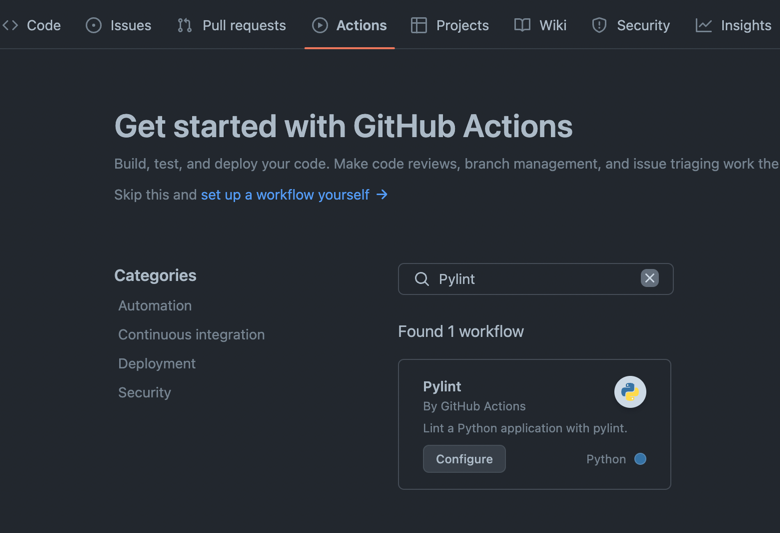 Code Issues Pull requests Actions Projects Wiki Security Insights
Get started with GitHub Actions
Build, test, and deploy your code. Make code reviews, branch management, and issue triaging work the
Skip this and set up a workflow yourself →
Categories
Automation
Continuous integration
Deployment
Security
Pylint
Found 1 workflow
Pylint
By GitHub Actions
Lint a Python application with pylint.
Configure Python